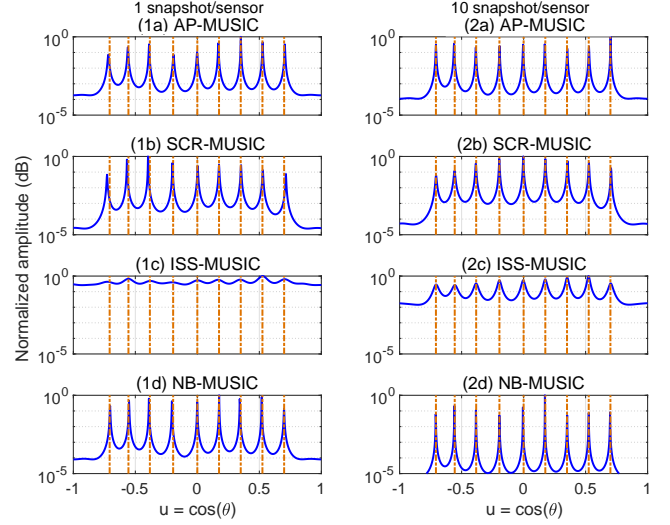 1 snapshot/sensor
10 snapshot/sensor
(1a) AP-MUSIC
(2a) AP-MUSIC
10^0
10^-5
10^0
10^-5
(1b) SCR-MUSIC
(2b) SCR-MUSIC
10^0
10^-5
10^0
10^-5
(1c) ISS-MUSIC
(2c) ISS-MUSIC
10^0
10^-5
10^0
10^-5
(1d) NB-MUSIC
(2d) NB-MUSIC
10^0
10^-5
10^0
10^-5
-1 -0.5 0 0.5 1
-1 -0.5 0 0.5 1
u = cos(θ)
u = cos(θ)
Normalized amplitude (dB)